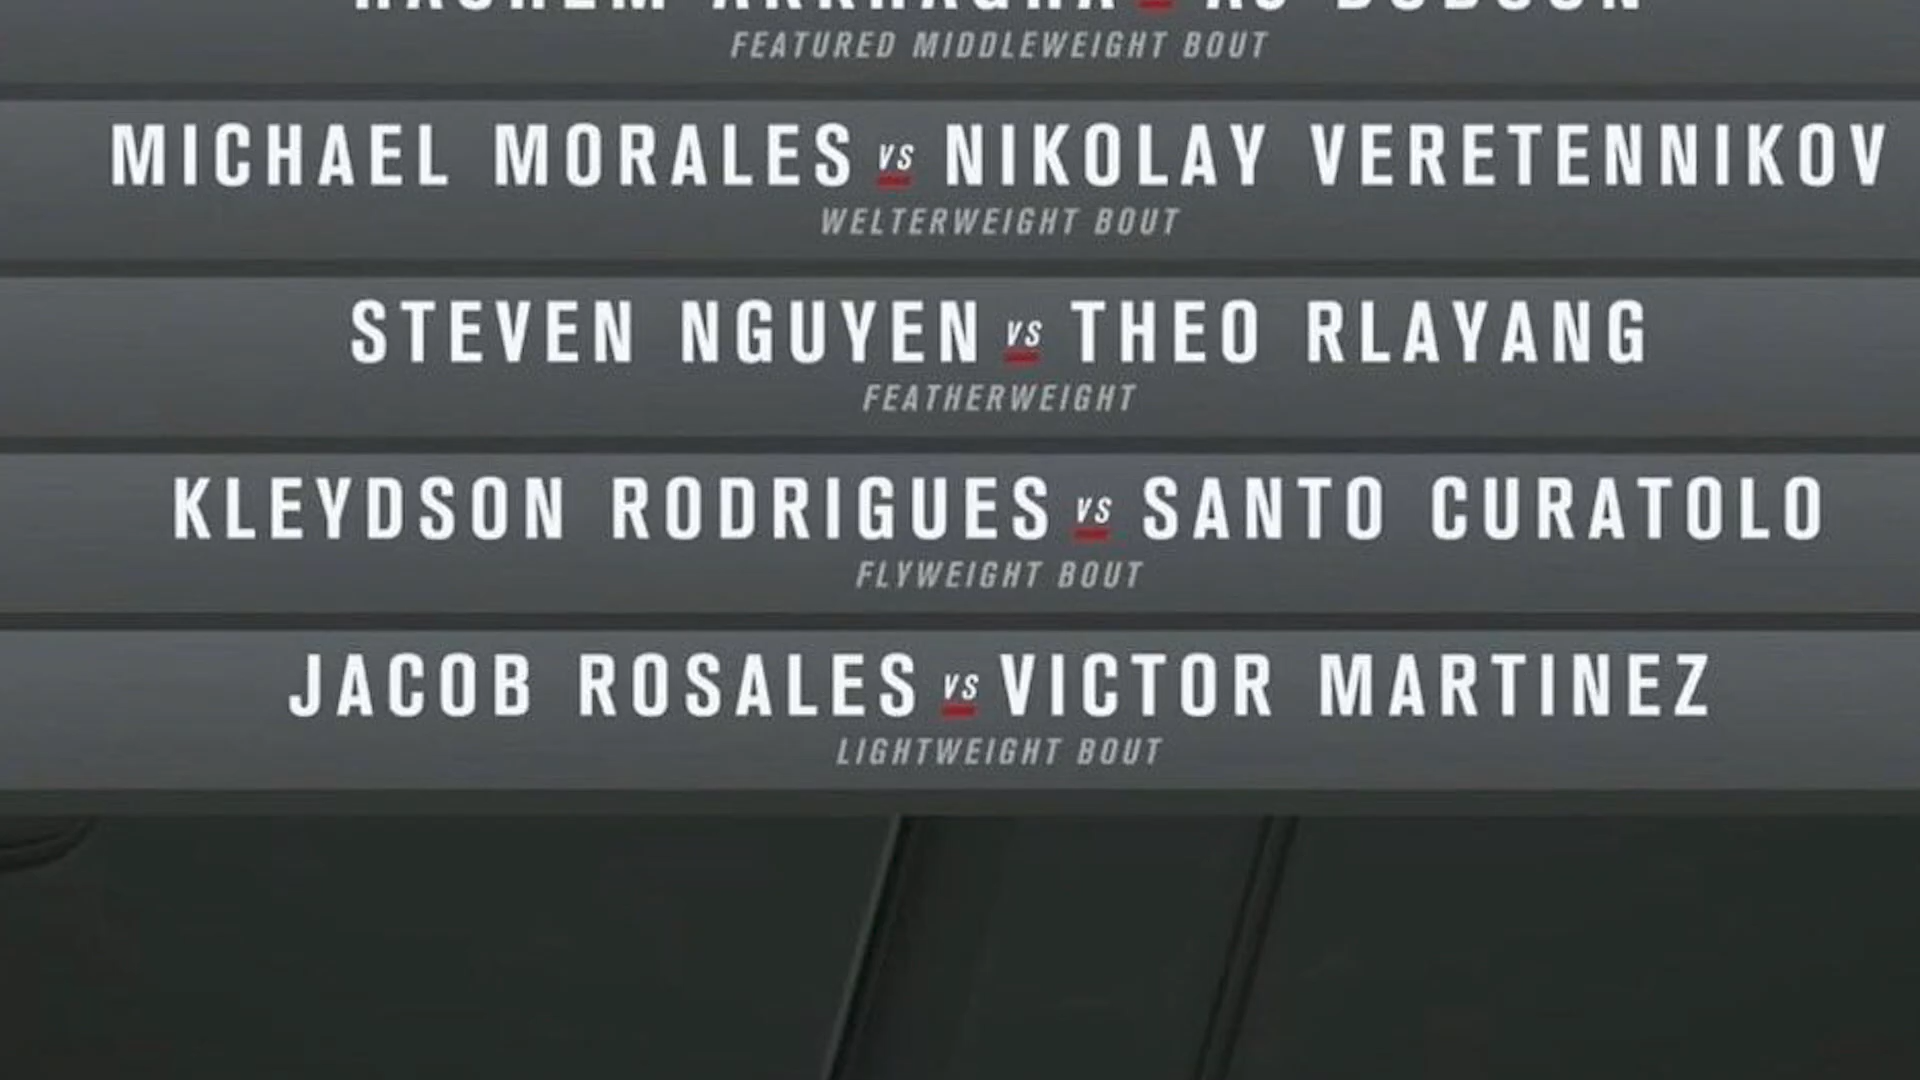 FEATURED MIDDLEWEIGHT BOUT
MICHAEL MORALES VS NIKOLAY VERETENNIKOV
WELTERWEIGHT BOUT
STEVEN NGUYEN VS THEO RLAYANG
FEATHERWEIGHT
KLEYDSON RODRIGUES VS SANTO CURATOLO
FLYWEIGHT BOUT
JACOB ROSALES VS VICTOR MARTINEZ
LIGHTWEIGHT BOUT